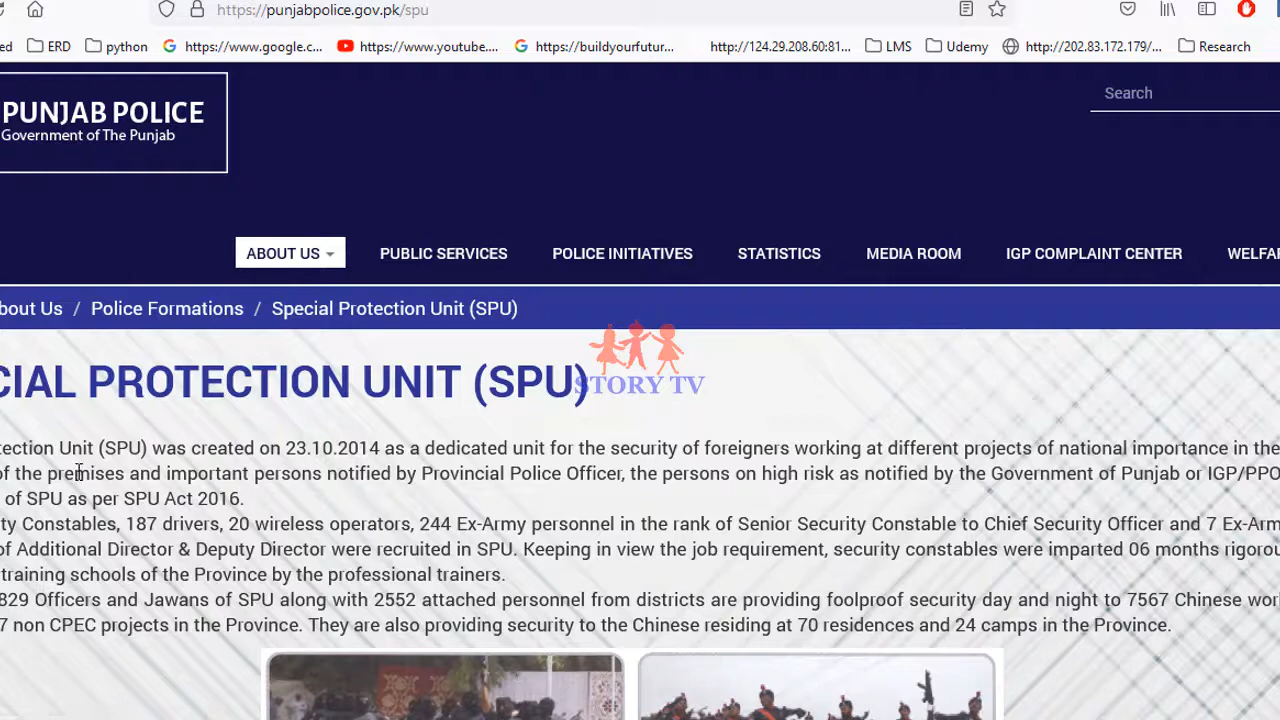 https://punjabpolice.gov.pk/spu
ed ERD python https://www.google.c... https://www.youtube.... https://buildyourfutur... http://124.29.208.60:81... LMS Udemy http://202.83.172.179/... Research
PUNJAB POLICE
Government of The Punjab
Search
ABOUT US PUBLIC SERVICES POLICE INITIATIVES STATISTICS MEDIA ROOM IGP COMPLAINT CENTER WELFA
bout Us / Police Formations / Special Protection Unit (SPU)
CIAL PROTECTION UNIT (SPU)
STORY TV
tection Unit (SPU) was created on 23.10.2014 as a dedicated unit for the security of foreigners working at different projects of national importance in the
of the premises and important persons notified by Provincial Police Officer, the persons on high risk as notified by the Government of Punjab or IGP/PPO
of SPU as per SPU Act 2016.
ty Constables, 187 drivers, 20 wireless operators, 244 Ex-Army personnel in the rank of Senior Security Constable to Chief Security Officer and 7 Ex-Arm
of Additional Director & Deputy Director were recruited in SPU. Keeping in view the job requirement, security constables were imparted 06 months rigoro
training schools of the Province by the professional trainers.
829 Officers and Jawans of SPU along with 2552 attached personnel from districts are providing foolproof security day and night to 7567 Chinese wor
7 non CPEC projects in the Province. They are also providing security to the Chinese residing at 70 residences and 24 camps in the Province.